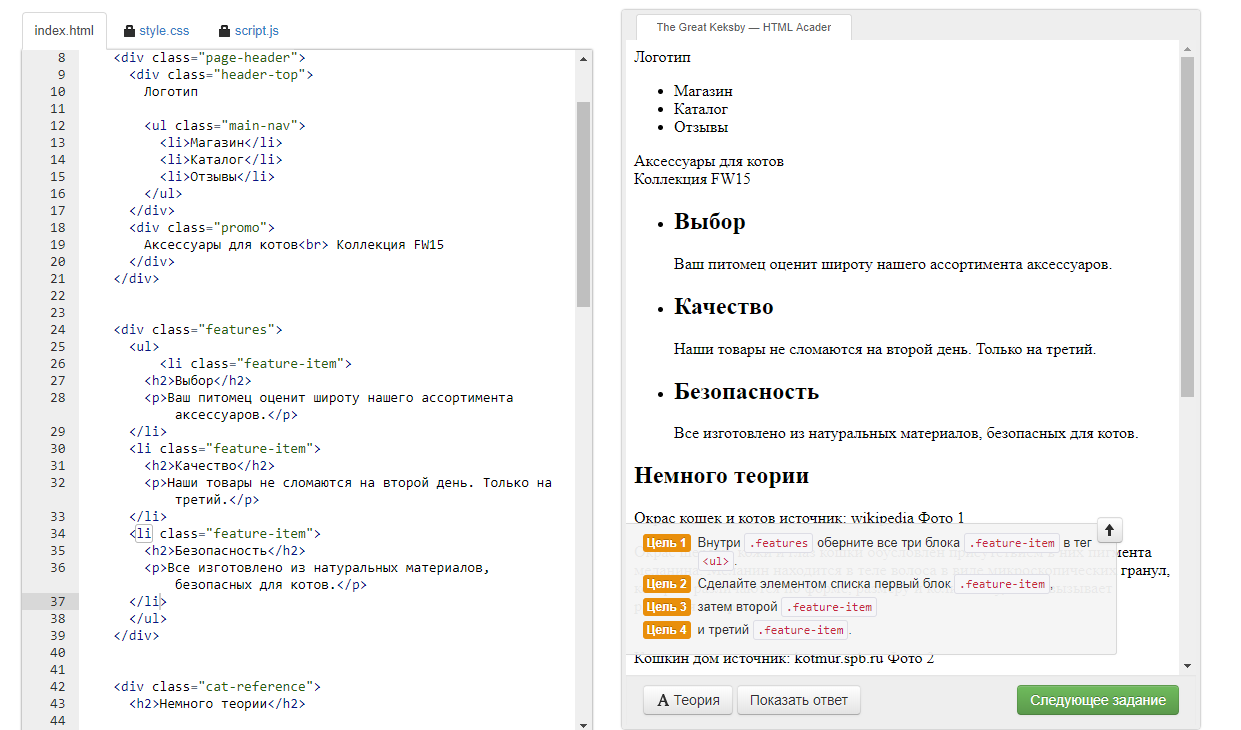 index.html style.css script.js
8 <div class="page-header">
9 <div class="header-top">
10 Логотип
11
12 <ul class="main-nav">
13 <li>Магазин</li>
14 <li>Каталог</li>
15 <li>Отзывы</li>
16 </ul>
17 </div>
18 <div class="promo">
19 Аксессуары для котов<br> Коллекция FW15
20 </div>
21 </div>
22
23
24 <div class="features">
25 <ul>
26 <li class="feature-item">
27 <h2>Выбор</h2>
28 <p>Ваш питомец оценит широту нашего ассортимента
аксессуаров.</p>
29 </li>
30 <li class="feature-item">
31 <h2>Качество</h2>
32 <p>Наши товары не сломаются на второй день. Только на
третий.</p>
33 </li>
34 <li class="feature-item">
35 <h2>Безопасность</h2>
36 <p>Все изготовлено из натуральных материалов,
безопасных для котов.</p>
37 </li>
38 </ul>
39 </div>
40
41
42 <div class="cat-reference">
43 <h2>Немного теории</h2>
44
The Great Keksby — HTML Acader
Логотип
Магазин
Каталог
Отзывы
Аксессуары для котов
Коллекция FW15
Выбор
Ваш питомец оценит широту нашего ассортимента аксессуаров.
Качество
Наши товары не сломаются на второй день. Только на третий.
Безопасность
Все изготовлено из натуральных материалов, безопасных для котов.
Немного теории
Окрас кошек и котов источник: wikipedia Фото 1
Цель 1 Внутри .features оберните все три блока .feature-item в тег
<ul>.
Цель 2 Сделайте элементом списка первый блок .feature-item,
Цель 3 затем второй .feature-item
Цель 4 и третий .feature-item.
гранул,
Кошкин дом источник: kotmur.spb.ru Фото 2
A Теория Показать ответ Следующее задание